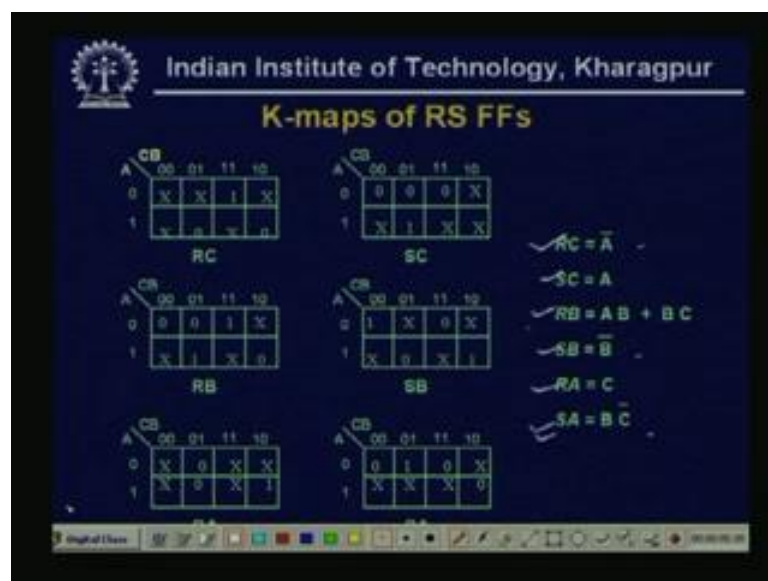 Indian Institute of Technology, Kharagpur
K-maps of RS FFs
CB CB
A 00 01 11 10 A 00 01 11 10
0 X X 1 X 0 0 0 0 X
1 X 0 X 0 1 X 1 X X
RC SC
RC = A̅
SC = A
CB CB
A 00 01 11 10 A 00 01 11 10
0 0 0 1 X 0 1 X 0 X
1 X 1 X 0 1 X 0 X 1
RB SB
RB = A B + B C
SB = B̅
RA = C
SA = B C̅
CB CB
A 00 01 11 10 A 00 01 11 10
0 X 0 X X 0 0 1 0 X
1 X 0 X 1 1 X X X 0